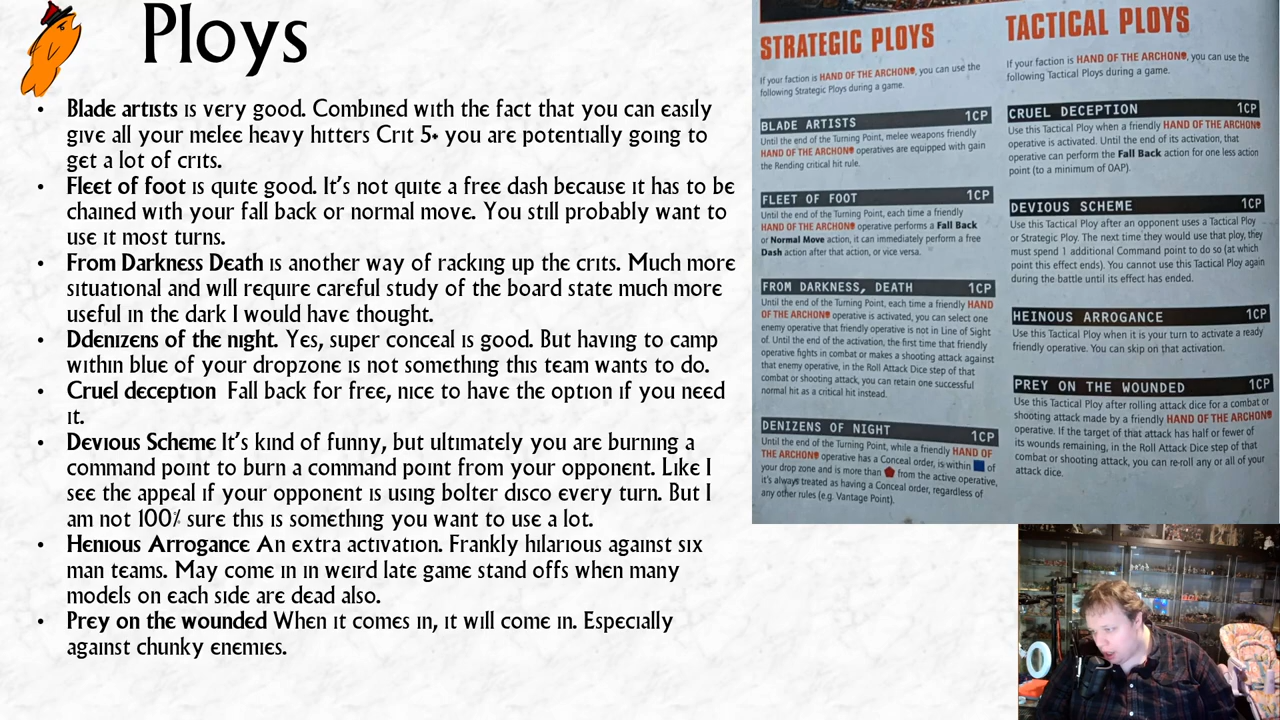 Ploys
• Blade artists is very good. Combined with the fact that you can easily
give all your melee heavy hitters Crit 5+ you are potentially going to
get a lot of crits.
• Fleet of foot is quite good. It's not quite a free dash because it has to be
chained with your fall back or normal move. You still probably want to
use it most turns.
• From Darkness Death is another way of racking up the crits. Much more
situational and will require careful study of the board state much more
useful in the dark I would have thought.
• Ddenizens of the night. Yes, super conceal is good. But having to camp
within blue of your dropzone is not something this team wants to do.
• Cruel deception Fall back for free, nice to have the option if you need
it.
• Devious Scheme It's kind of funny, but ultimately you are burning a
command point to burn a command point from your opponent. Like I
see the appeal if your opponent is using bolter disco every turn. But I
am not 100% sure this is something you want to use a lot.
• Henious Arrogance An extra activation. Frankly hilarious against six
man teams. May come in in weird late game stand offs when many
models on each side are dead also.
• Prey on the wounded When it comes in, it will come in. Especially
against chunky enemies.
STRATEGIC PLOYS
If your faction is HAND OF THE ARCHON, you can use the
following Strategic Ploys during a game.
BLADE ARTISTS 1CP
Until the end of the Turning Point, melee weapons friendly
HAND OF THE ARCHON operatives are equipped with gain
the Rending critical hit rule.
FLEET OF FOOT 1CP
Until the end of the Turning Point, each time a friendly
HAND OF THE ARCHON operative performs a Fall Back
or Normal Move action, it can immediately perform a free
Dash action after that action, or vice versa.
FROM DARKNESS, DEATH 1CP
Until the end of the Turning Point, each time a friendly HAND
OF THE ARCHON operative is activated, you can select one
enemy operative that friendly operative is not in Line of Sight
of. Until the end of the activation, the first time that friendly
operative fights in combat or makes a shooting attack against
that enemy operative, in the Roll Attack Dice step of that
combat or shooting attack, you can retain one successful
normal hit as a critical hit instead.
DENIZENS OF NIGHT 1CP
Until the end of the Turning Point, while a friendly HAND OF
THE ARCHON operative has a Conceal order, is within of
your drop zone and is more than from the active operative,
it's always treated as having a Conceal order, regardless of
any other rules (e.g. Vantage Point).
TACTICAL PLOYS
If your faction is HAND OF THE ARCHON, you can use the
following Tactical Ploys during a game.
CRUEL DECEPTION 1CP
Use this Tactical Ploy when a friendly HAND OF THE ARCHON
operative is activated. Until the end of its activation, that
operative can perform the Fall Back action for one less action
point (to a minimum of 0AP).
DEVIOUS SCHEME 1CP
Use this Tactical Ploy after an opponent uses a Tactical Ploy
or Strategic Ploy. The next time they would use that ploy, they
must spend 1 additional Command point to do so (at which
point this effect ends). You cannot use this Tactical Ploy again
during the battle until its effect has ended.
HEINOUS ARROGANCE 1CP
Use this Tactical Ploy when it is your turn to activate a ready
friendly operative. You can skip that activation.
PREY ON THE WOUNDED 1CP
Use this Tactical Ploy after rolling attack dice for a combat or
shooting attack made by a friendly HAND OF THE ARCHON
operative. If the target of that attack has half or fewer of
its wounds remaining, in the Roll Attack Dice step of that
combat or shooting attack, you can re-roll any or all of your
attack dice.